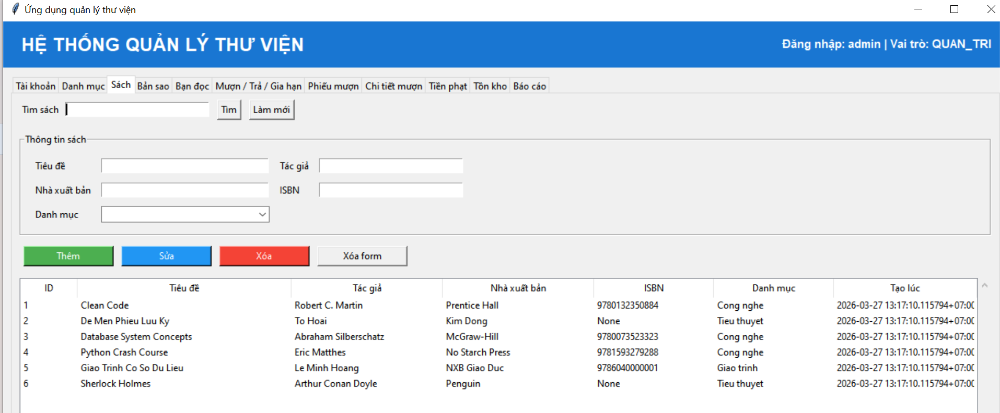 Ứng dụng quản lý thư viện
HỆ THỐNG QUẢN LÝ THƯ VIỆN
Đăng nhập: admin | Vai trò: QUAN_TRI
Tài khoản Danh mục Sách Bản sao Bạn đọc Mượn / Trả / Gia hạn Phiếu mượn Chi tiết mượn Tiền phạt Tồn kho Báo cáo
Tìm sách Tìm Làm mới
Thông tin sách
Tiêu đề Tác giả
Nhà xuất bản ISBN
Danh mục
Thêm Sửa Xóa Xóa form
ID Tiêu đề Tác giả Nhà xuất bản ISBN Danh mục Tạo lúc
1 Clean Code Robert C. Martin Prentice Hall 9780132350884 Cong nghe 2026-03-27 13:17:10.115794+07:00
2 De Men Phieu Luu Ky To Hoai Kim Dong None Tieu thuyet 2026-03-27 13:17:10.115794+07:00
3 Database System Concepts Abraham Silberschatz McGraw-Hill 9780073523323 Cong nghe 2026-03-27 13:17:10.115794+07:00
4 Python Crash Course Eric Matthes No Starch Press 9781593279288 Cong nghe 2026-03-27 13:17:10.115794+07:00
5 Giao Trinh Co So Du Lieu Le Minh Hoang NXB Giao Duc 9786040000001 Giao trinh 2026-03-27 13:17:10.115794+07:00
6 Sherlock Holmes Arthur Conan Doyle Penguin None Tieu thuyet 2026-03-27 13:17:10.115794+07:00